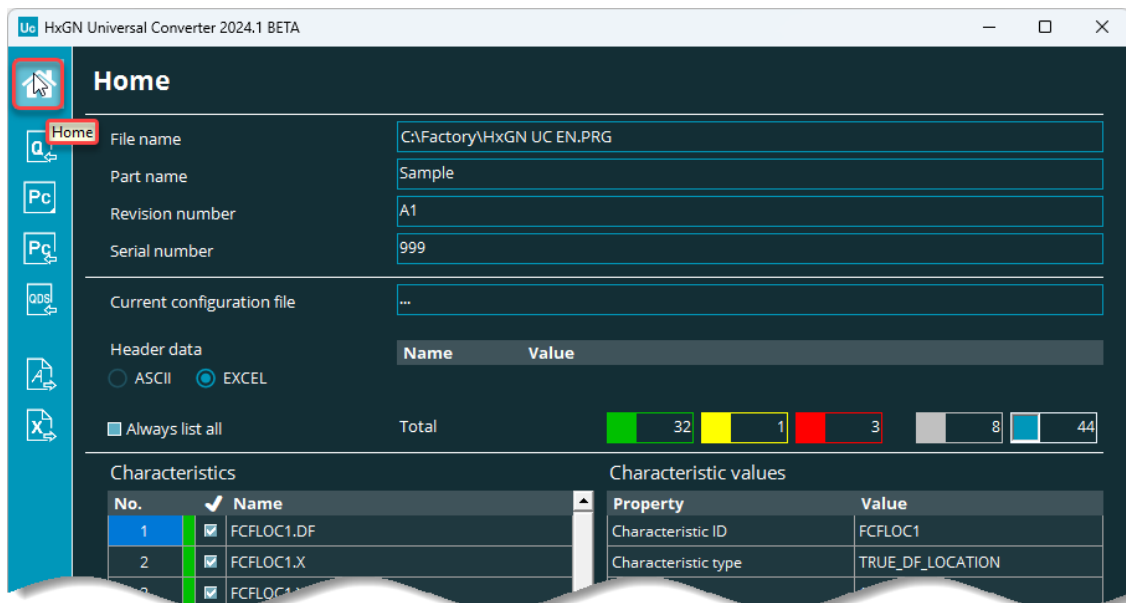 Uc HxGN Universal Converter 2024.1 BETA
Home
Home
File name C:\Factory\HxGN UC EN.PRG
Q
Part name Sample
Pc
Revision number A1
Pc
Serial number 999
QDS
Current configuration file ...
Header data Name Value
A
ASCII EXCEL
X
Always list all Total 32 1 3 8 44
Characteristics Characteristic values
No. Name Property Value
1 FCFLOC1.DF Characteristic ID FCFLOC1
2 FCFLOC1.X Characteristic type TRUE_DF_LOCATION